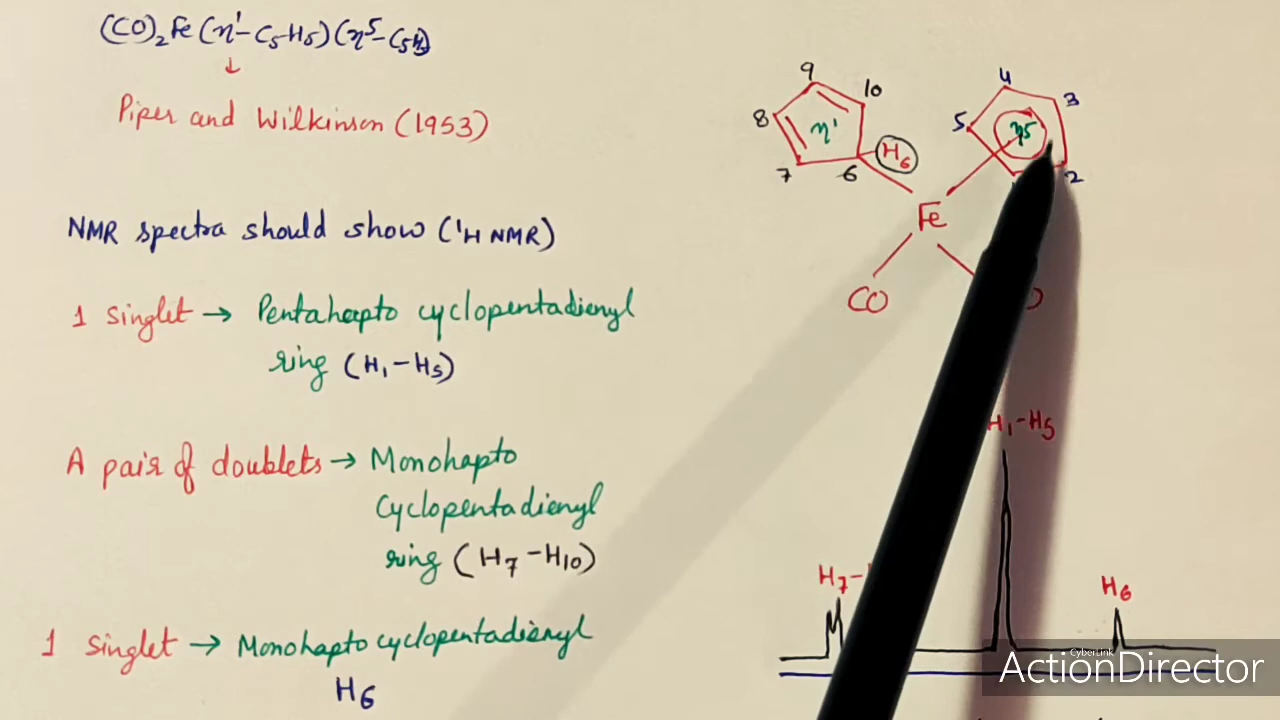 (CO)₂Fe(η¹-C₅H₅)(η⁵-C₅H₅)
Piper and Wilkinson (1953)
NMR spectra should show (¹H NMR)
1 singlet → Pentahapto cyclopentadienyl
ring (H₁-H₅)
A pair of doublets → Monohapto
Cyclopentadienyl
ring (H₇-H₁₀)
1 singlet → Monohapto cyclopentadienyl
H₆
9
10
8
η¹
H₆
7
6
4
3
5
η5
2
Fe
CO
H₁-H₅
H₇-
H₆
CyberLink
ActionDirector